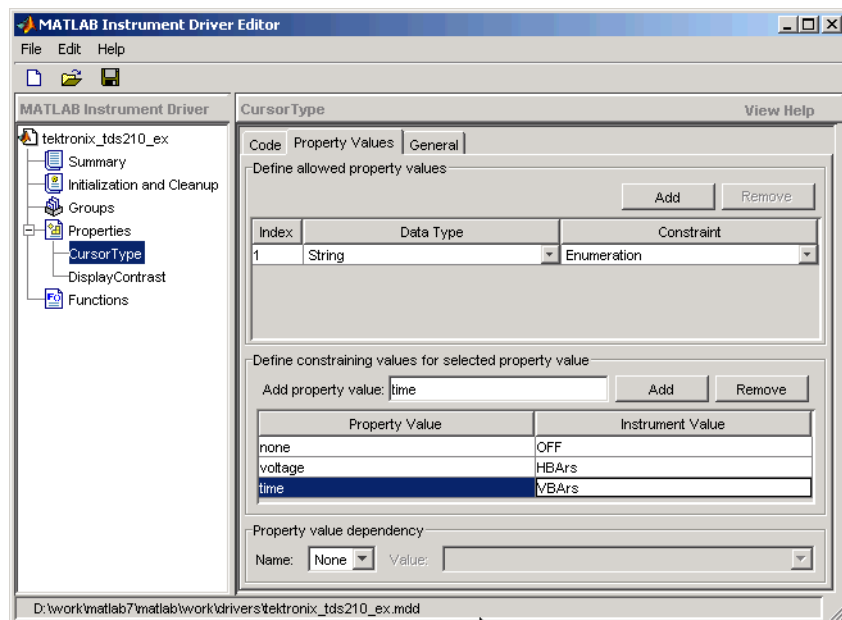 MATLAB Instrument Driver Editor
File Edit Help
MATLAB Instrument Driver
CursorType
View Help
tektronix_tds210_ex
Summary
Initialization and Cleanup
Groups
Properties
CursorType
DisplayContrast
Functions
Code Property Values General
Define allowed property values
Add Remove
Index Data Type Constraint
1 String Enumeration
Define constraining values for selected property value
Add property value: time Add Remove
Property Value Instrument Value
none OFF
voltage HBArs
time VBArs
Property value dependency
Name: None Value:
D:\work\matlab7\matlab\work\drivers\tektronix_tds210_ex.mdd